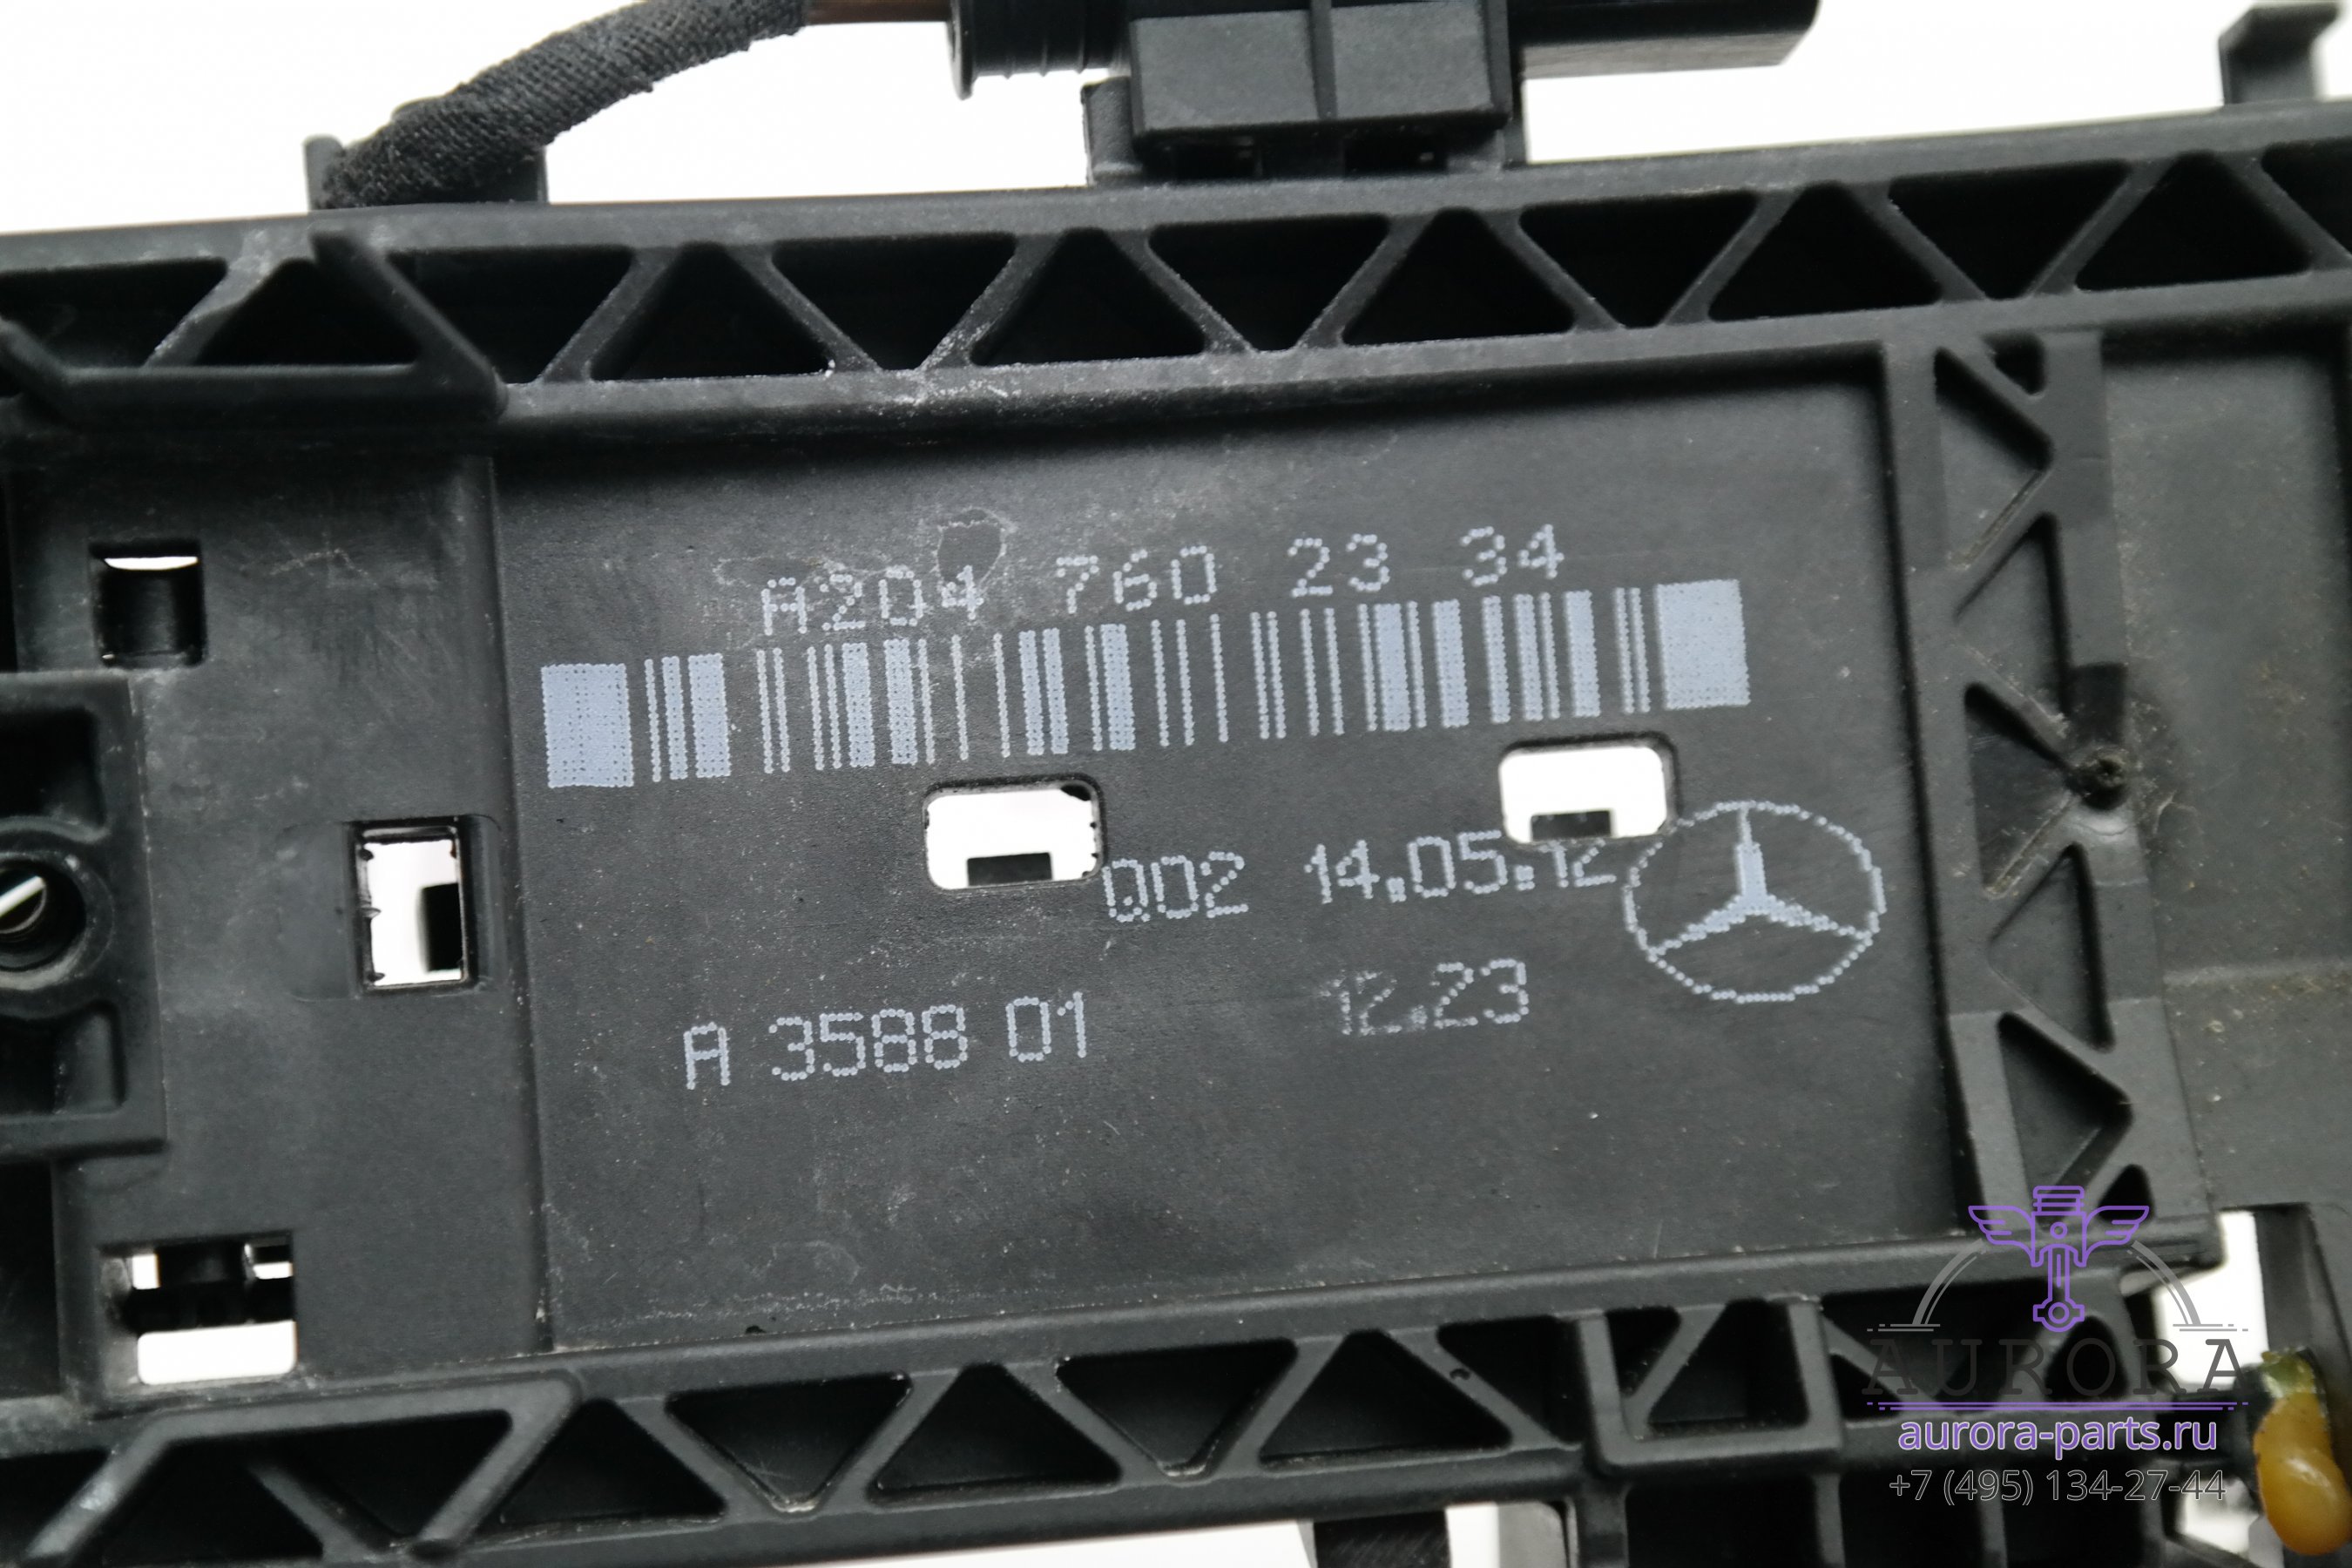 A204 760 23 34
Q02 14.05.12
A 3588 01 12.23
AURORA
aurora-parts.ru
+7 (495) 134-27-44